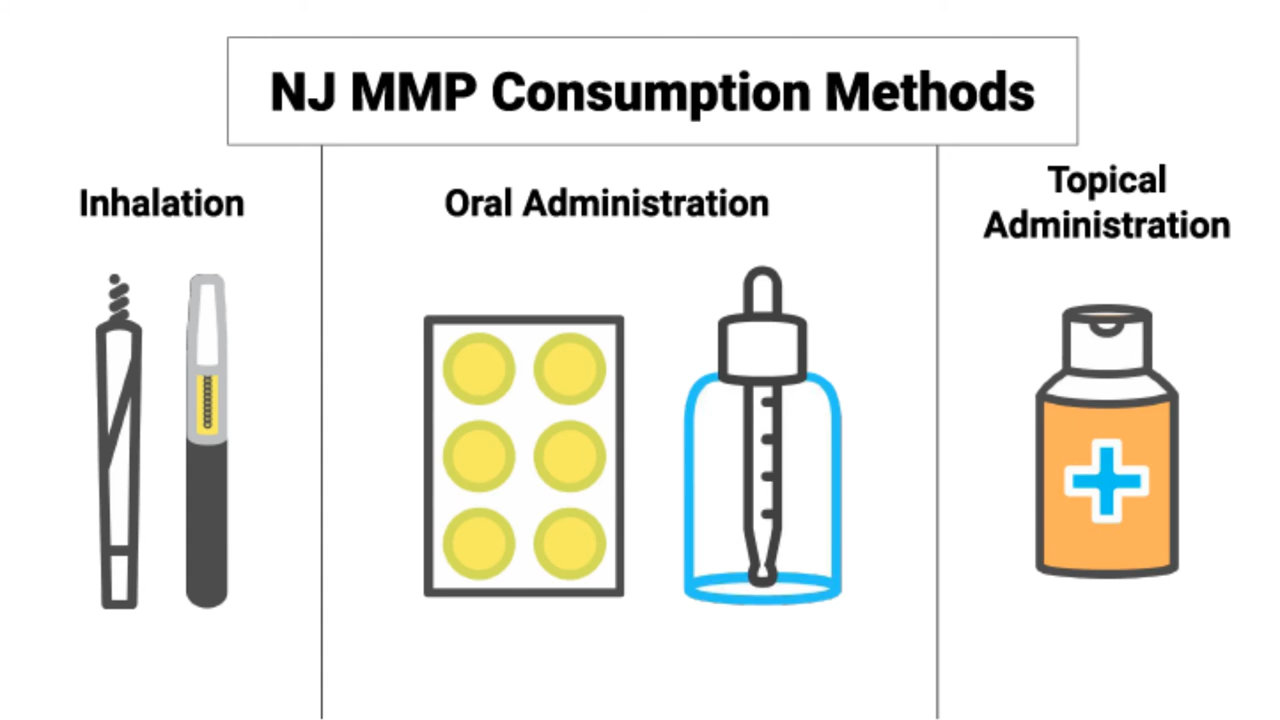 NJ MMP Consumption Methods
Inhalation
Oral Administration
Topical
Administration